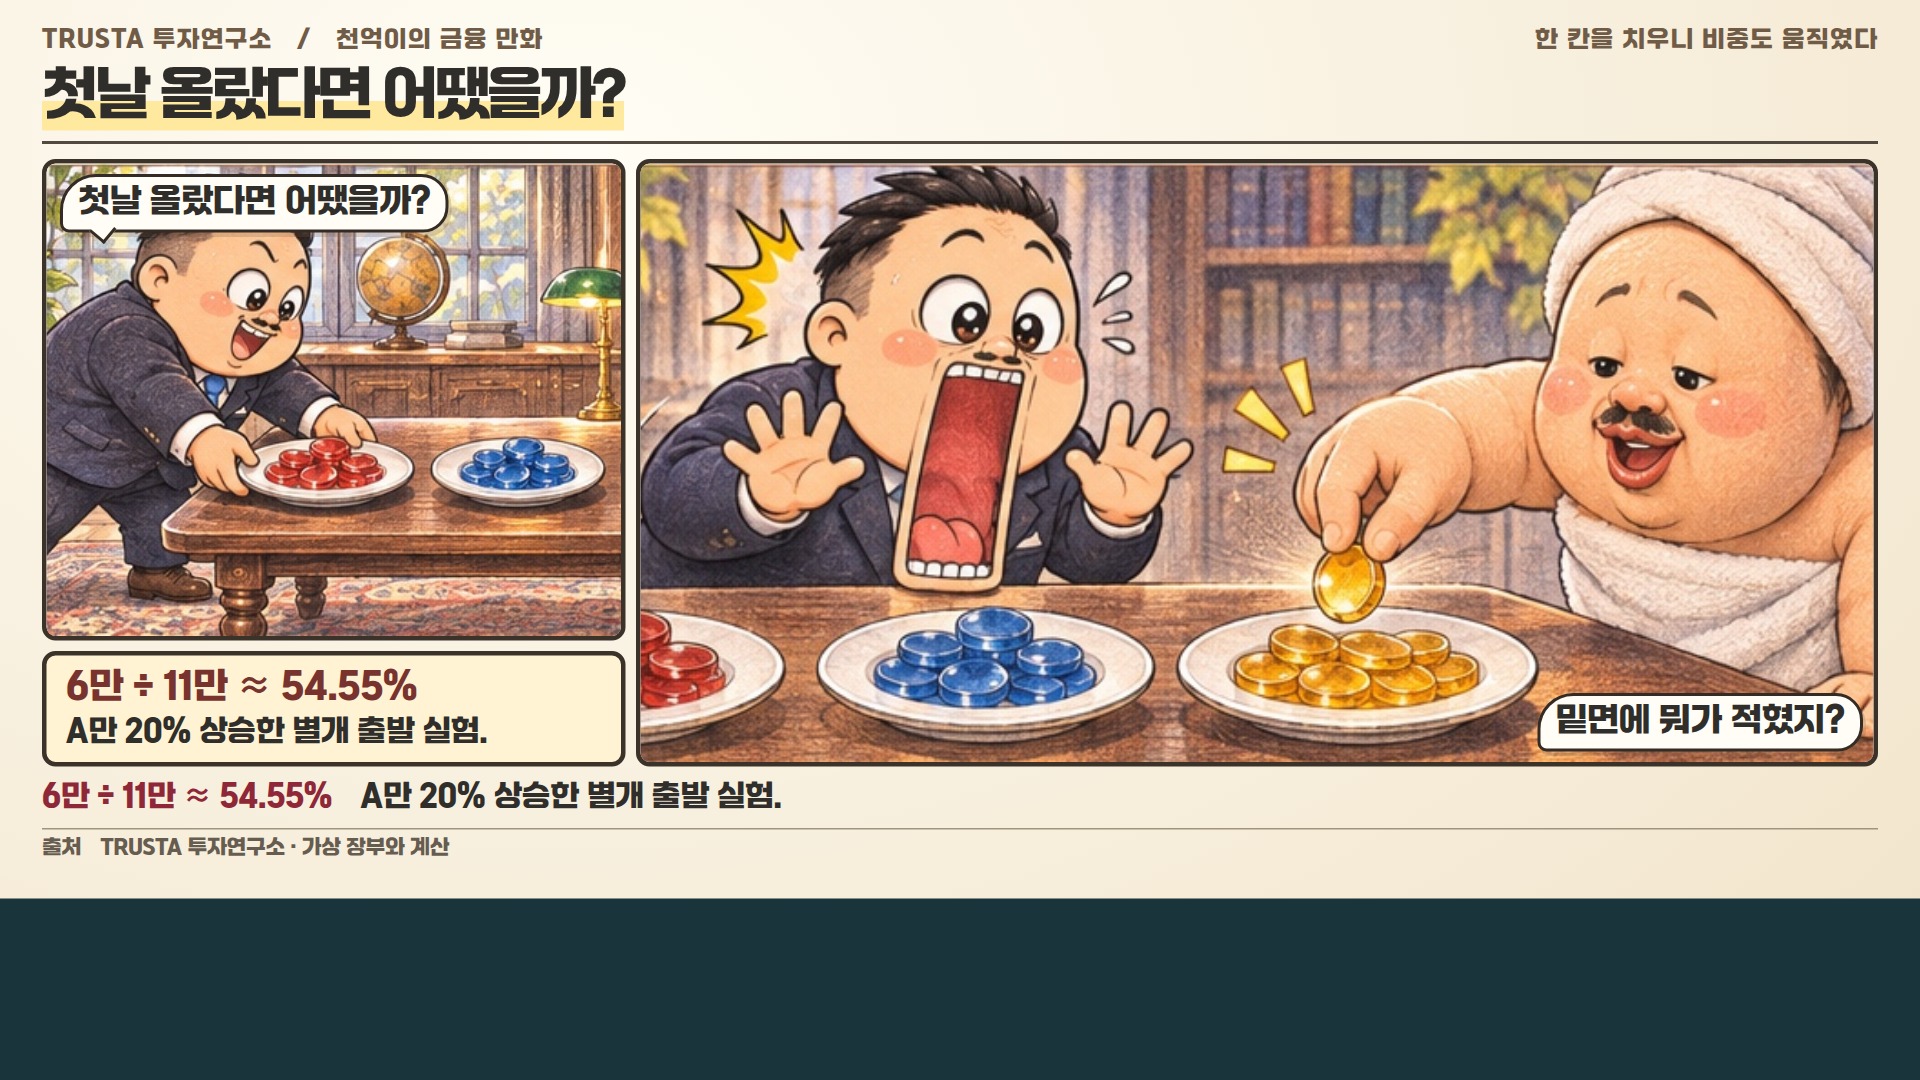 TRUSTA 투자연구소 / 천억이의 금융 만화
한 칸을 치우니 비중도 움직였다
첫날 올랐다면 어땠을까?
첫날 올랐다면 어땠을까?
밑면에 뭐가 적혔지?
6만 ÷ 11만 ≈ 54.55%
A만 20% 상승한 별개 출발 실험.
6만 ÷ 11만 ≈ 54.55% A만 20% 상승한 별개 출발 실험.
출처 TRUSTA 투자연구소 · 가상 장부와 계산